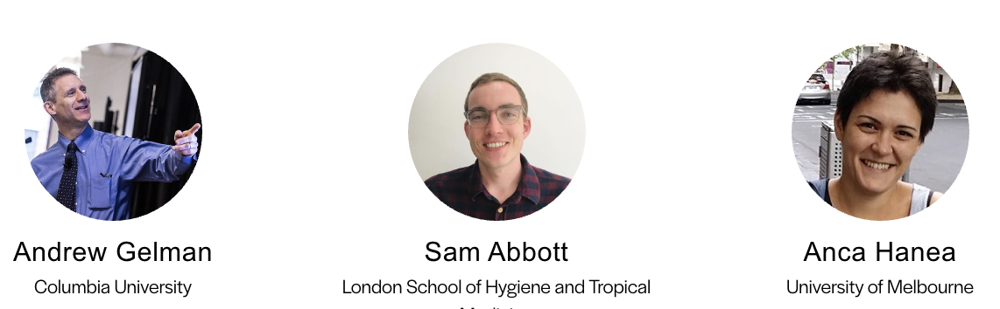 Andrew Gelman
Sam Abbott
Anca Hanea
Columbia University
London School of Hygiene and Tropical
University of Melbourne